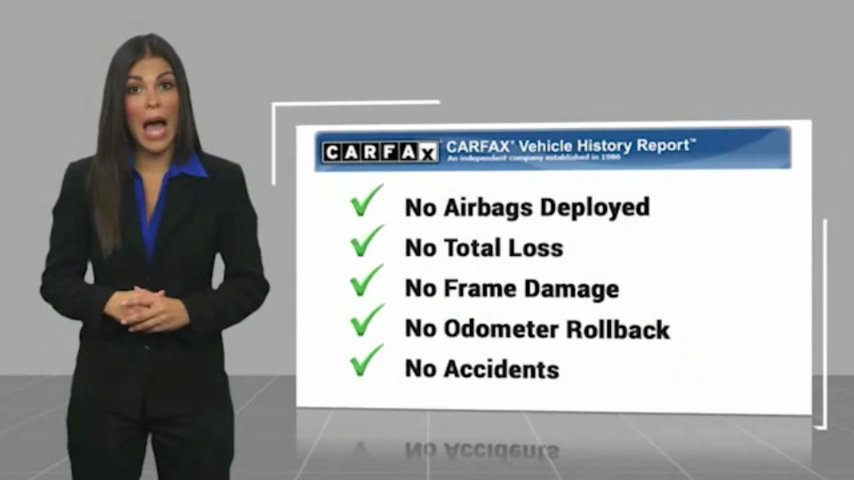 CARFAX CARFAX® Vehicle History Report™
An independent company established in 1986
No Airbags Deployed
No Total Loss
No Frame Damage
No Odometer Rollback
No Accidents
No Accidents